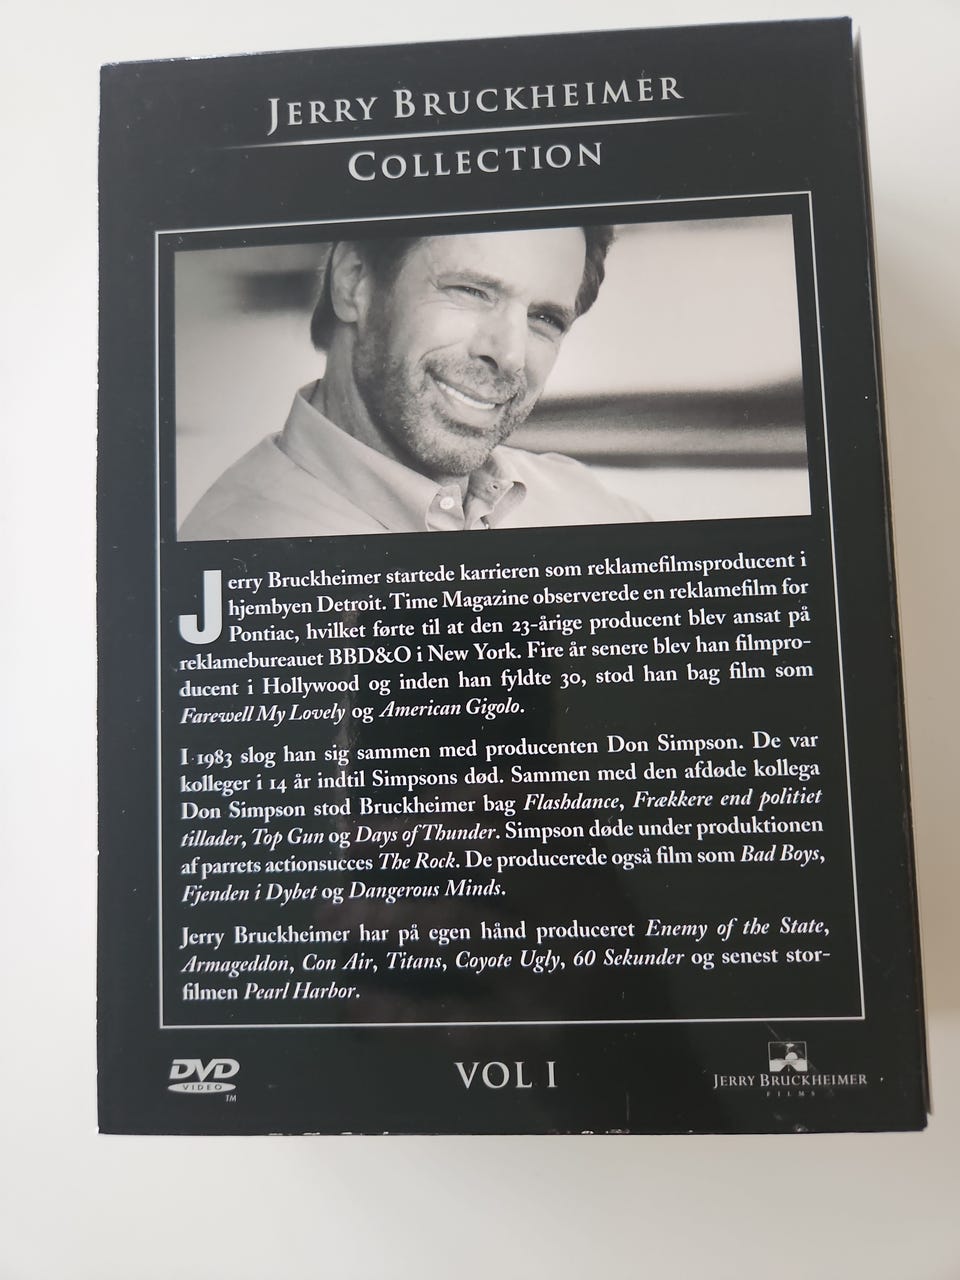 JERRY BRUCKHEIMER
COLLECTION
Jerry Bruckheimer startede karrieren som reklamefilmsproducent i
hjembyen Detroit. Time Magazine observerede en reklamefilm for
Pontiac, hvilket førte til at den 23-årige producent blev ansat på
reklamebureauet BBD&O i New York. Fire år senere blev han filmpro-
ducent i Hollywood og inden han fyldte 30, stod han bag film som
Farewell My Lovely og American Gigolo.
I 1983 slog han sig sammen med producenten Don Simpson. De var
kolleger i 14 år indtil Simpsons død. Sammen med den afdøde kollega
Don Simpson stod Bruckheimer bag Flashdance, Frækkere end politiet
tillader, Top Gun og Days of Thunder. Simpson døde under produktionen
af parrets actionsucces The Rock. De producerede også film som Bad Boys,
Fjenden i Dybet og Dangerous Minds.
Jerry Bruckheimer har på egen hånd produceret Enemy of the State,
Armageddon, Con Air, Titans, Coyote Ugly, 60 Sekunder og senest stor-
filmen Pearl Harbor.
DVD
VIDEO
TM
VOL I
JERRY BRUCKHEIMER
FILMS